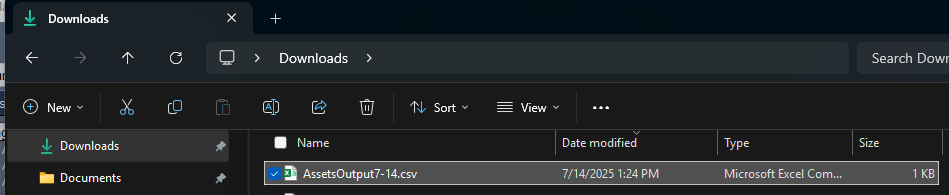 Downloads
Downloads
Search Dow
New
Sort
View
Downloads
Name Date modified Type Size
Documents
AssetsOutput7-14.csv 7/14/2025 1:24 PM Microsoft Excel Com... 1 KB